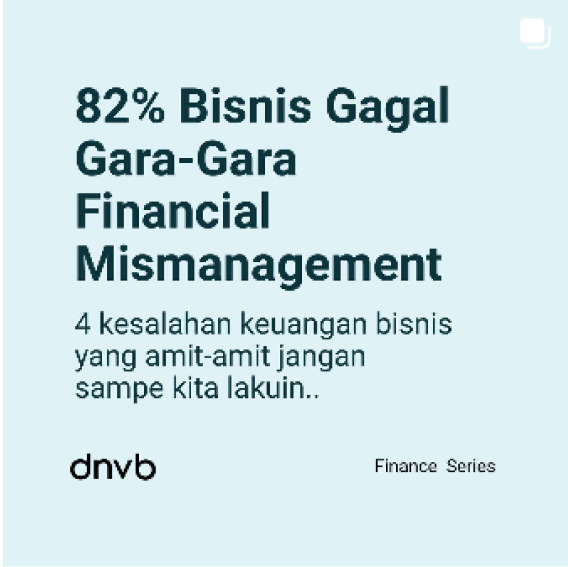 82% Bisnis Gagal
Gara-Gara
Financial
Mismanagement
4 kesalahan keuangan bisnis
yang amit-amit jangan
sampe kita lakuin..
dnvb
Finance Series